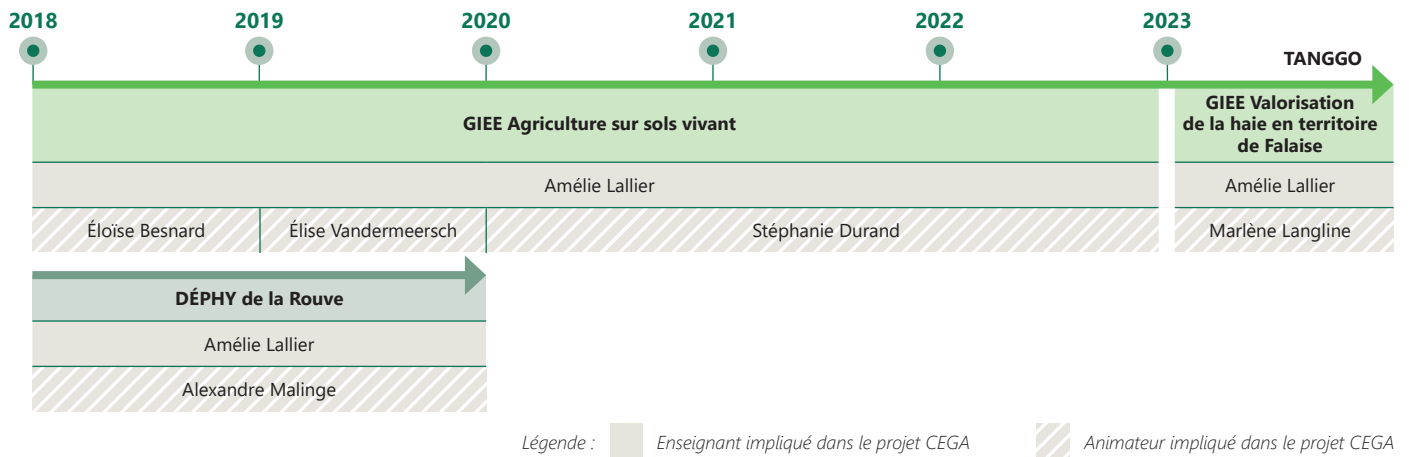 2018 2019 2020 2021 2022 2023
TANGGO
GIEE Agriculture sur sols vivant
GIEE Valorisation
de la haie en territoire
de Falaise
Amélie Lallier
Amélie Lallier
Éloïse Besnard
Élise Vandermeersch
Stéphanie Durand
Marlène Langline
DÉPHY de la Rouve
Amélie Lallier
Alexandre Malinge
Légende : Enseignant impliqué dans le projet CEGA Animateur impliqué dans le projet CEGA